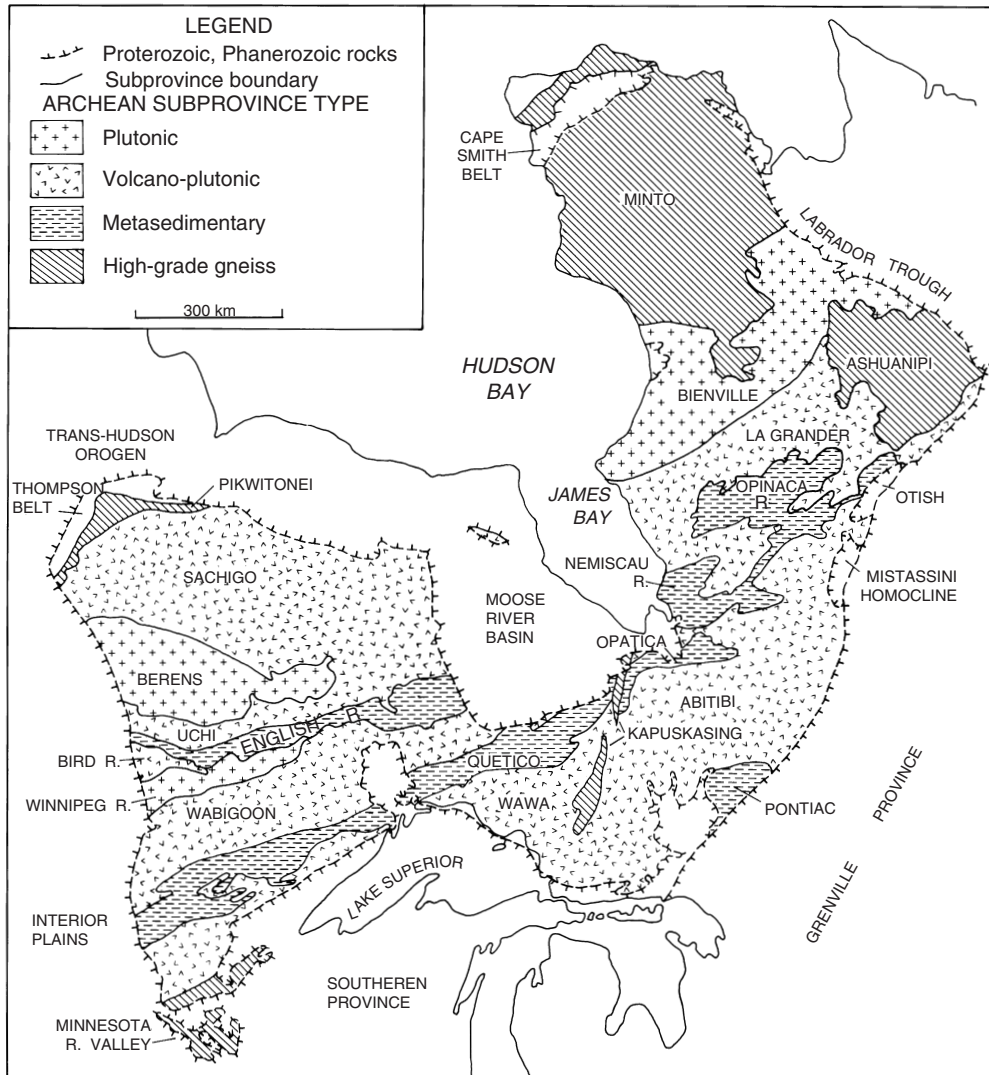 LEGEND
Proterozoic, Phanerozoic rocks
Subprovince boundary
ARCHEAN SUBPROVINCE TYPE
Plutonic
Volcano-plutonic
Metasedimentary
High-grade gneiss
300 km
CAPE
SMITH
BELT
MINTO
LABRADOR TROUGH
HUDSON
BAY
BIENVILLE
ASHUANIPI
TRANS-HUDSON
OROGEN
THOMPSON
BELT
PIKWITONEI
LA GRANDER
OPINACA
R.
OTISH
JAMES
BAY
SACHIGO
NEMISCAU
R.
MISTASSINI
HOMOCLINE
MOOSE
RIVER
BASIN
OPATICA
BERENS
ABITIBI
UCHI
ENGLISH R.
KAPUSKASING
BIRD R.
QUETICO
WINNIPEG R.
WABIGOON
WAWA
PONTIAC
GRENVILLE PROVINCE
LAKE SUPERIOR
INTERIOR
PLAINS
SOUTHEREN
PROVINCE
MINNESOTA
R. VALLEY